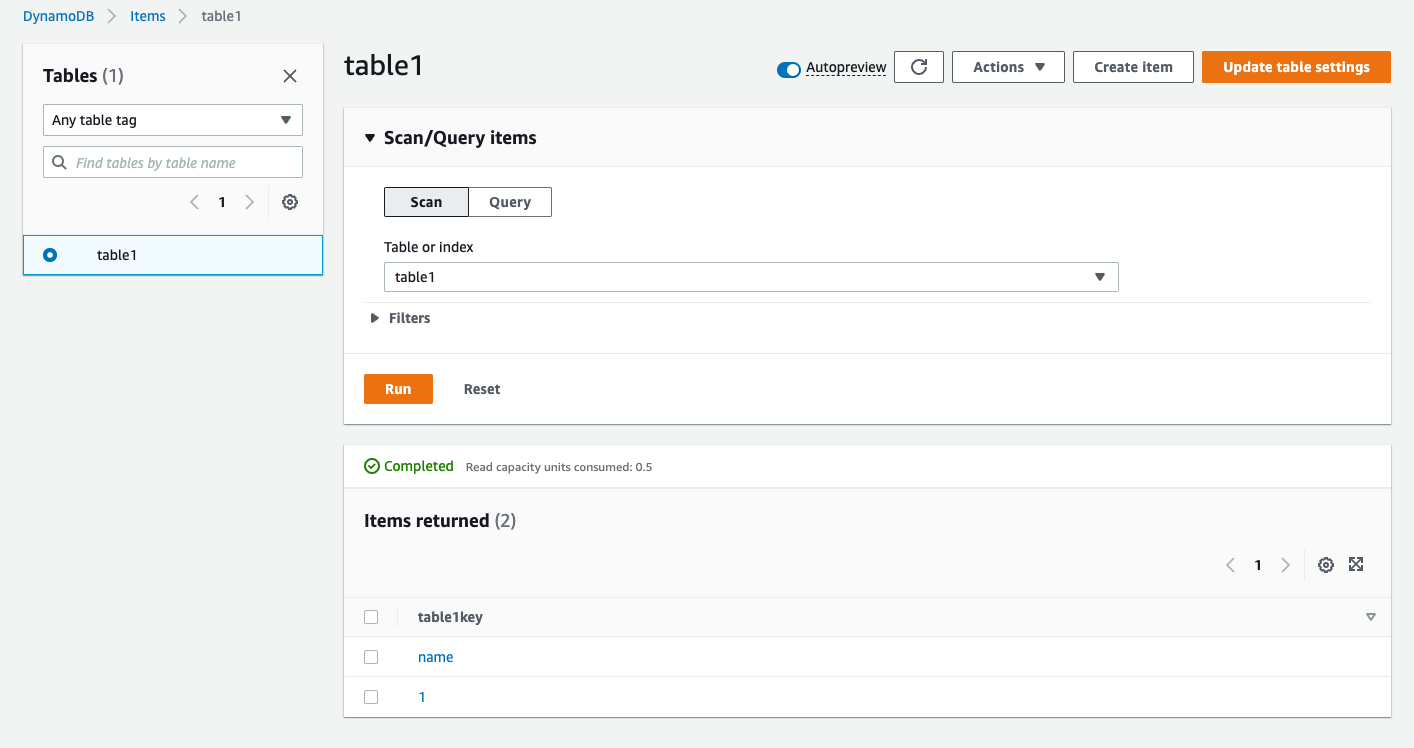 DynamoDB Items table1
Tables (1)
Any table tag
Find tables by table name
1
table1
table1
Autopreview Actions Create item Update table settings
Scan/Query items
Scan Query
Table or index
table1
Filters
Run Reset
Completed Read capacity units consumed: 0.5
Items returned (2)
1
table1key
name
1